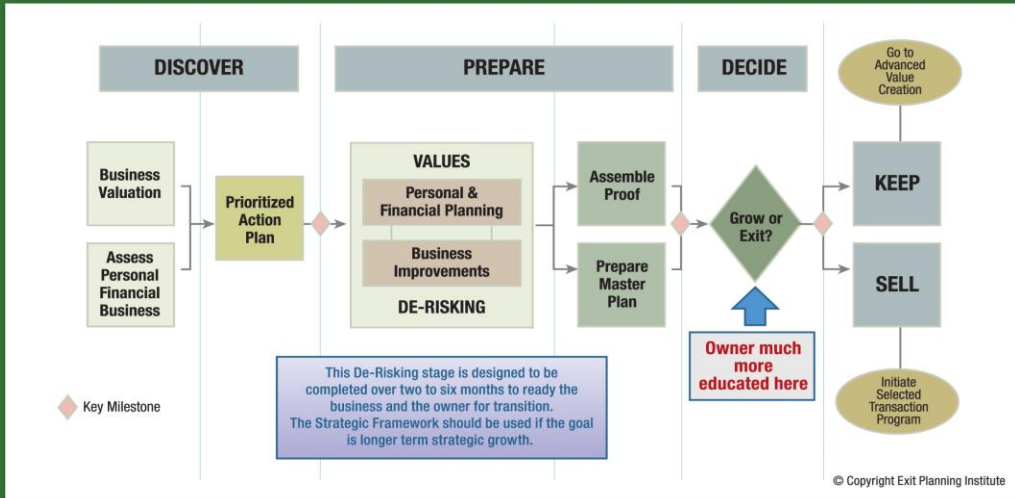 DISCOVER
PREPARE
DECIDE
Go to
Advanced
Value
Creation
Business
Valuation
Assess
Personal
Financial
Business
Prioritized
Action
Plan
VALUES
Personal &
Financial Planning
Business
Improvements
DE-RISKING
Assemble
Proof
Prepare
Master
Plan
Grow or
Exit?
KEEP
SELL
Owner much
more
educated here
Initiate
Selected
Transaction
Program
This De-Risking stage is designed to be
completed over two to six months to ready the
business and the owner for transition.
The Strategic Framework should be used if the goal
is longer term strategic growth.
Key Milestone
© Copyright Exit Planning Institute